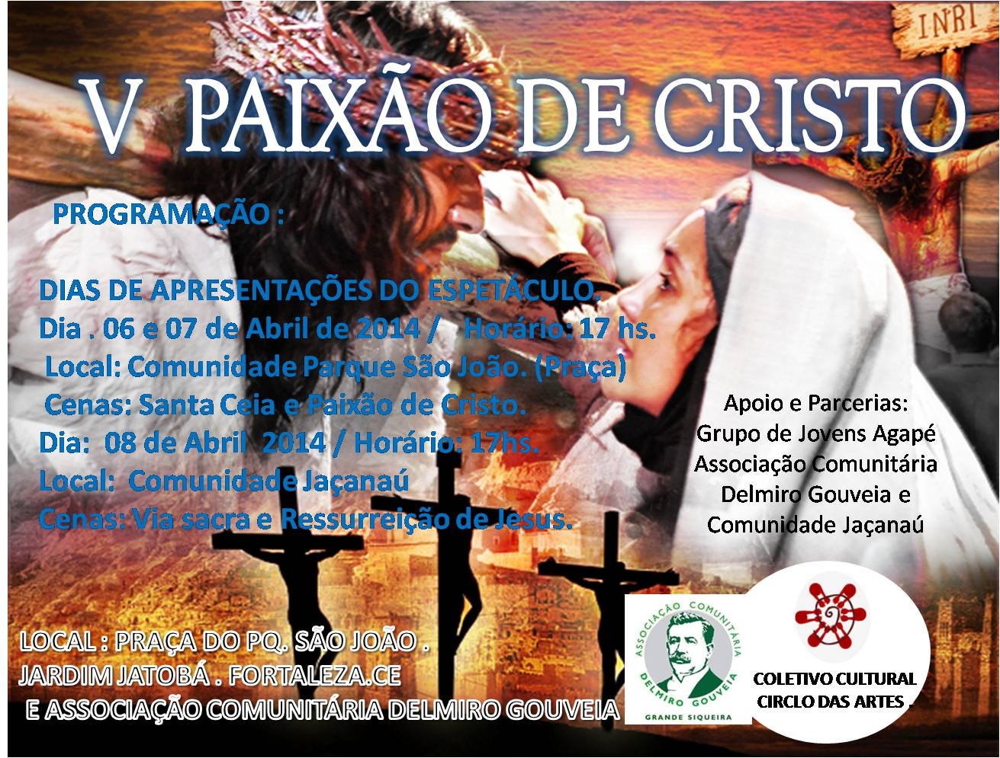 INRI
V PAIXÃO DE CRISTO
PROGRAMAÇÃO :
DIAS DE APRESENTAÇÕES DO ESPETÁCULO.
Dia . 06 e 07 de Abril de 2014 / Horário: 17 hs.
Local: Comunidade Parque São João. (Praça)
Cenas: Santa Ceia e Paixão de Cristo.
Dia: 08 de Abril 2014 / Horário: 17hs.
Local: Comunidade Jaçanaú
Cenas: Via sacra e Ressurreição de Jesus.
Apoio e Parcerias:
Grupo de Jovens Agapé
Associação Comunitária
Delmiro Gouveia e
Comunidade Jaçanaú
LOCAL : PRAÇA DO PQ. SÃO JOÃO .
JARDIM JATOBÁ . FORTALEZA.CE
E ASSOCIAÇÃO COMUNITÁRIA DELMIRO GOUVEIA
ASSOCIAÇÃO COMUNITÁRIA
DELMIRO GOUVEIA
GRANDE SIQUEIRA
COLETIVO CULTURAL
CIRCLO DAS ARTES .